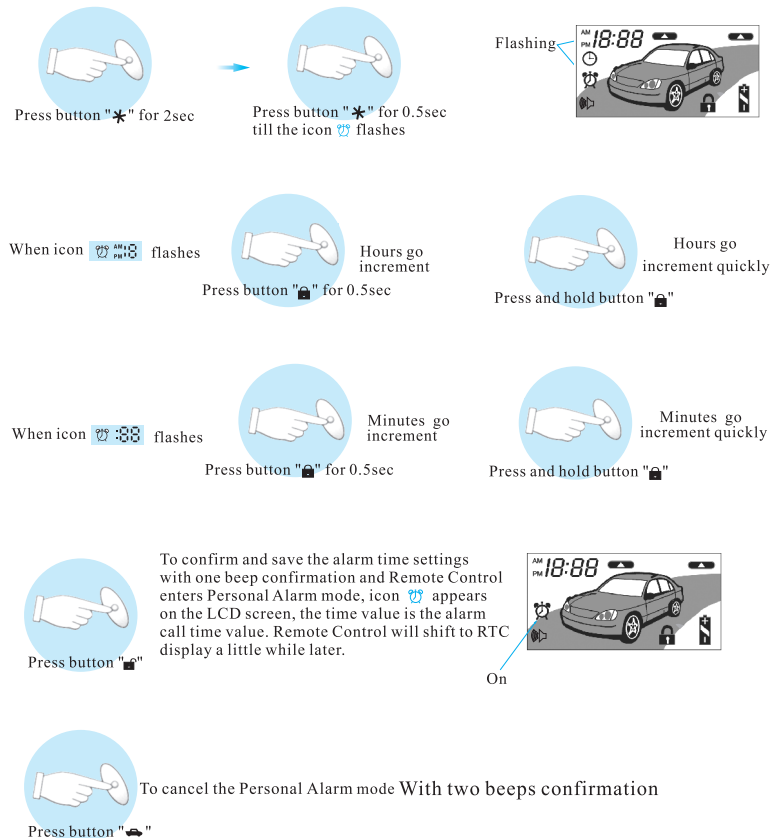 Press button "*" for 2sec
Press button "*" for 0.5sec
till the icon flashes
Flashing
AM
PM 18:88
When icon AM PM 18 flashes
Hours go
increment
Press button " " for 0.5sec
Hours go
increment quickly
Press and hold button " "
When icon :88 flashes
Minutes go
increment
Press button " " for 0.5sec
Minutes go
increment quickly
Press and hold button " "
To confirm and save the alarm time settings
with one beep confirmation and Remote Control
enters Personal Alarm mode, icon appears
on the LCD screen, the time value is the alarm
call time value. Remote Control will shift to RTC
display a little while later.
Press button " "
AM
PM 18:88
On
To cancel the Personal Alarm mode With two beeps confirmation
Press button " "